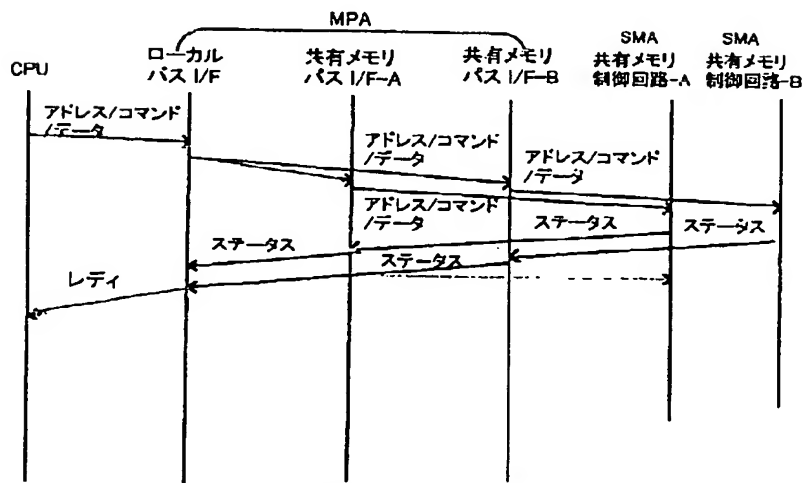 MPA
CPU
ローカル
バス I/F
共有メモリ
パス I/F-A
共有メモリ
パス I/F-B
SMA
共有メモリ
制御回路-A
SMA
共有メモリ
制御回路-B
アドレス/コマンド
/データ
アドレス/コマンド
/データ
アドレス/コマンド
/データ
アドレス/コマンド
/データ
ステータス
ステータス
ステータス
ステータス
レディ